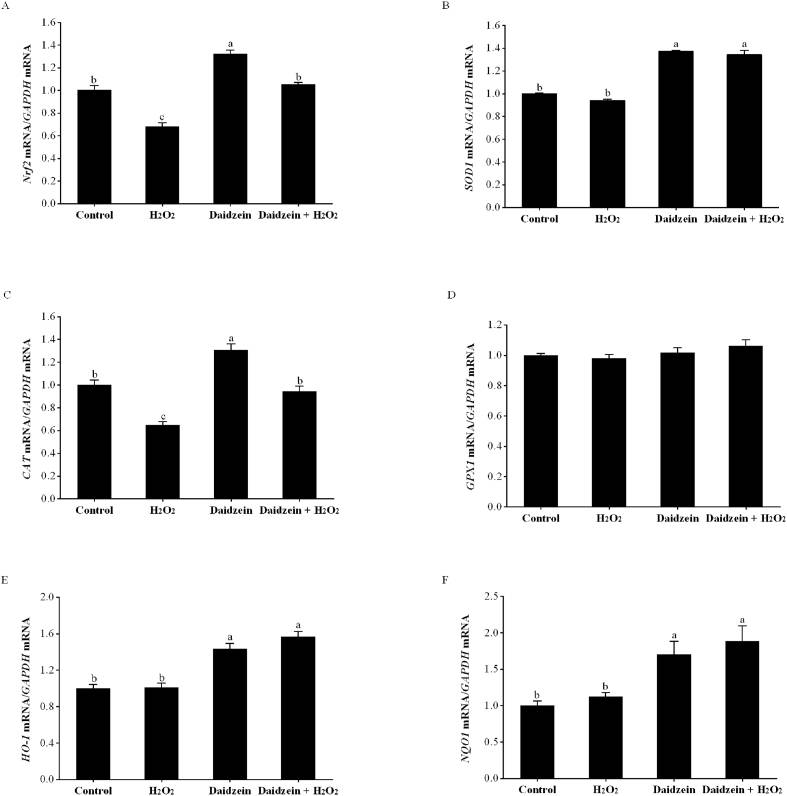 A
Nrf2 mRNA/GAPDH mRNA
1.6
1.4
1.2
1.0
0.8
0.6
0.4
0.2
0.0
b
c
a
b
Control H2O2 Daidzein Daidzein + H2O2
B
SOD1 mRNA/GAPDH mRNA
1.6
1.4
1.2
1.0
0.8
0.6
0.4
0.2
0.0
b
b
a
a
Control H2O2 Daidzein Daidzein + H2O2
C
CAT mRNA/GAPDH mRNA
1.6
1.4
1.2
1.0
0.8
0.6
0.4
0.2
0.0
b
c
a
b
Control H2O2 Daidzein Daidzein + H2O2
D
GPX1 mRNA/GAPDH mRNA
1.2
1.0
0.8
0.6
0.4
0.2
0.0
Control H2O2 Daidzein Daidzein + H2O2
E
HO-1 mRNA/GAPDH mRNA
2.0
1.6
1.2
0.8
0.4
0.0
b
b
a
a
Control H2O2 Daidzein Daidzein + H2O2
F
NQO1 mRNA/GAPDH mRNA
2.5
2.0
1.5
1.0
0.5
0.0
b
b
a
a
Control H2O2 Daidzein Daidzein + H2O2